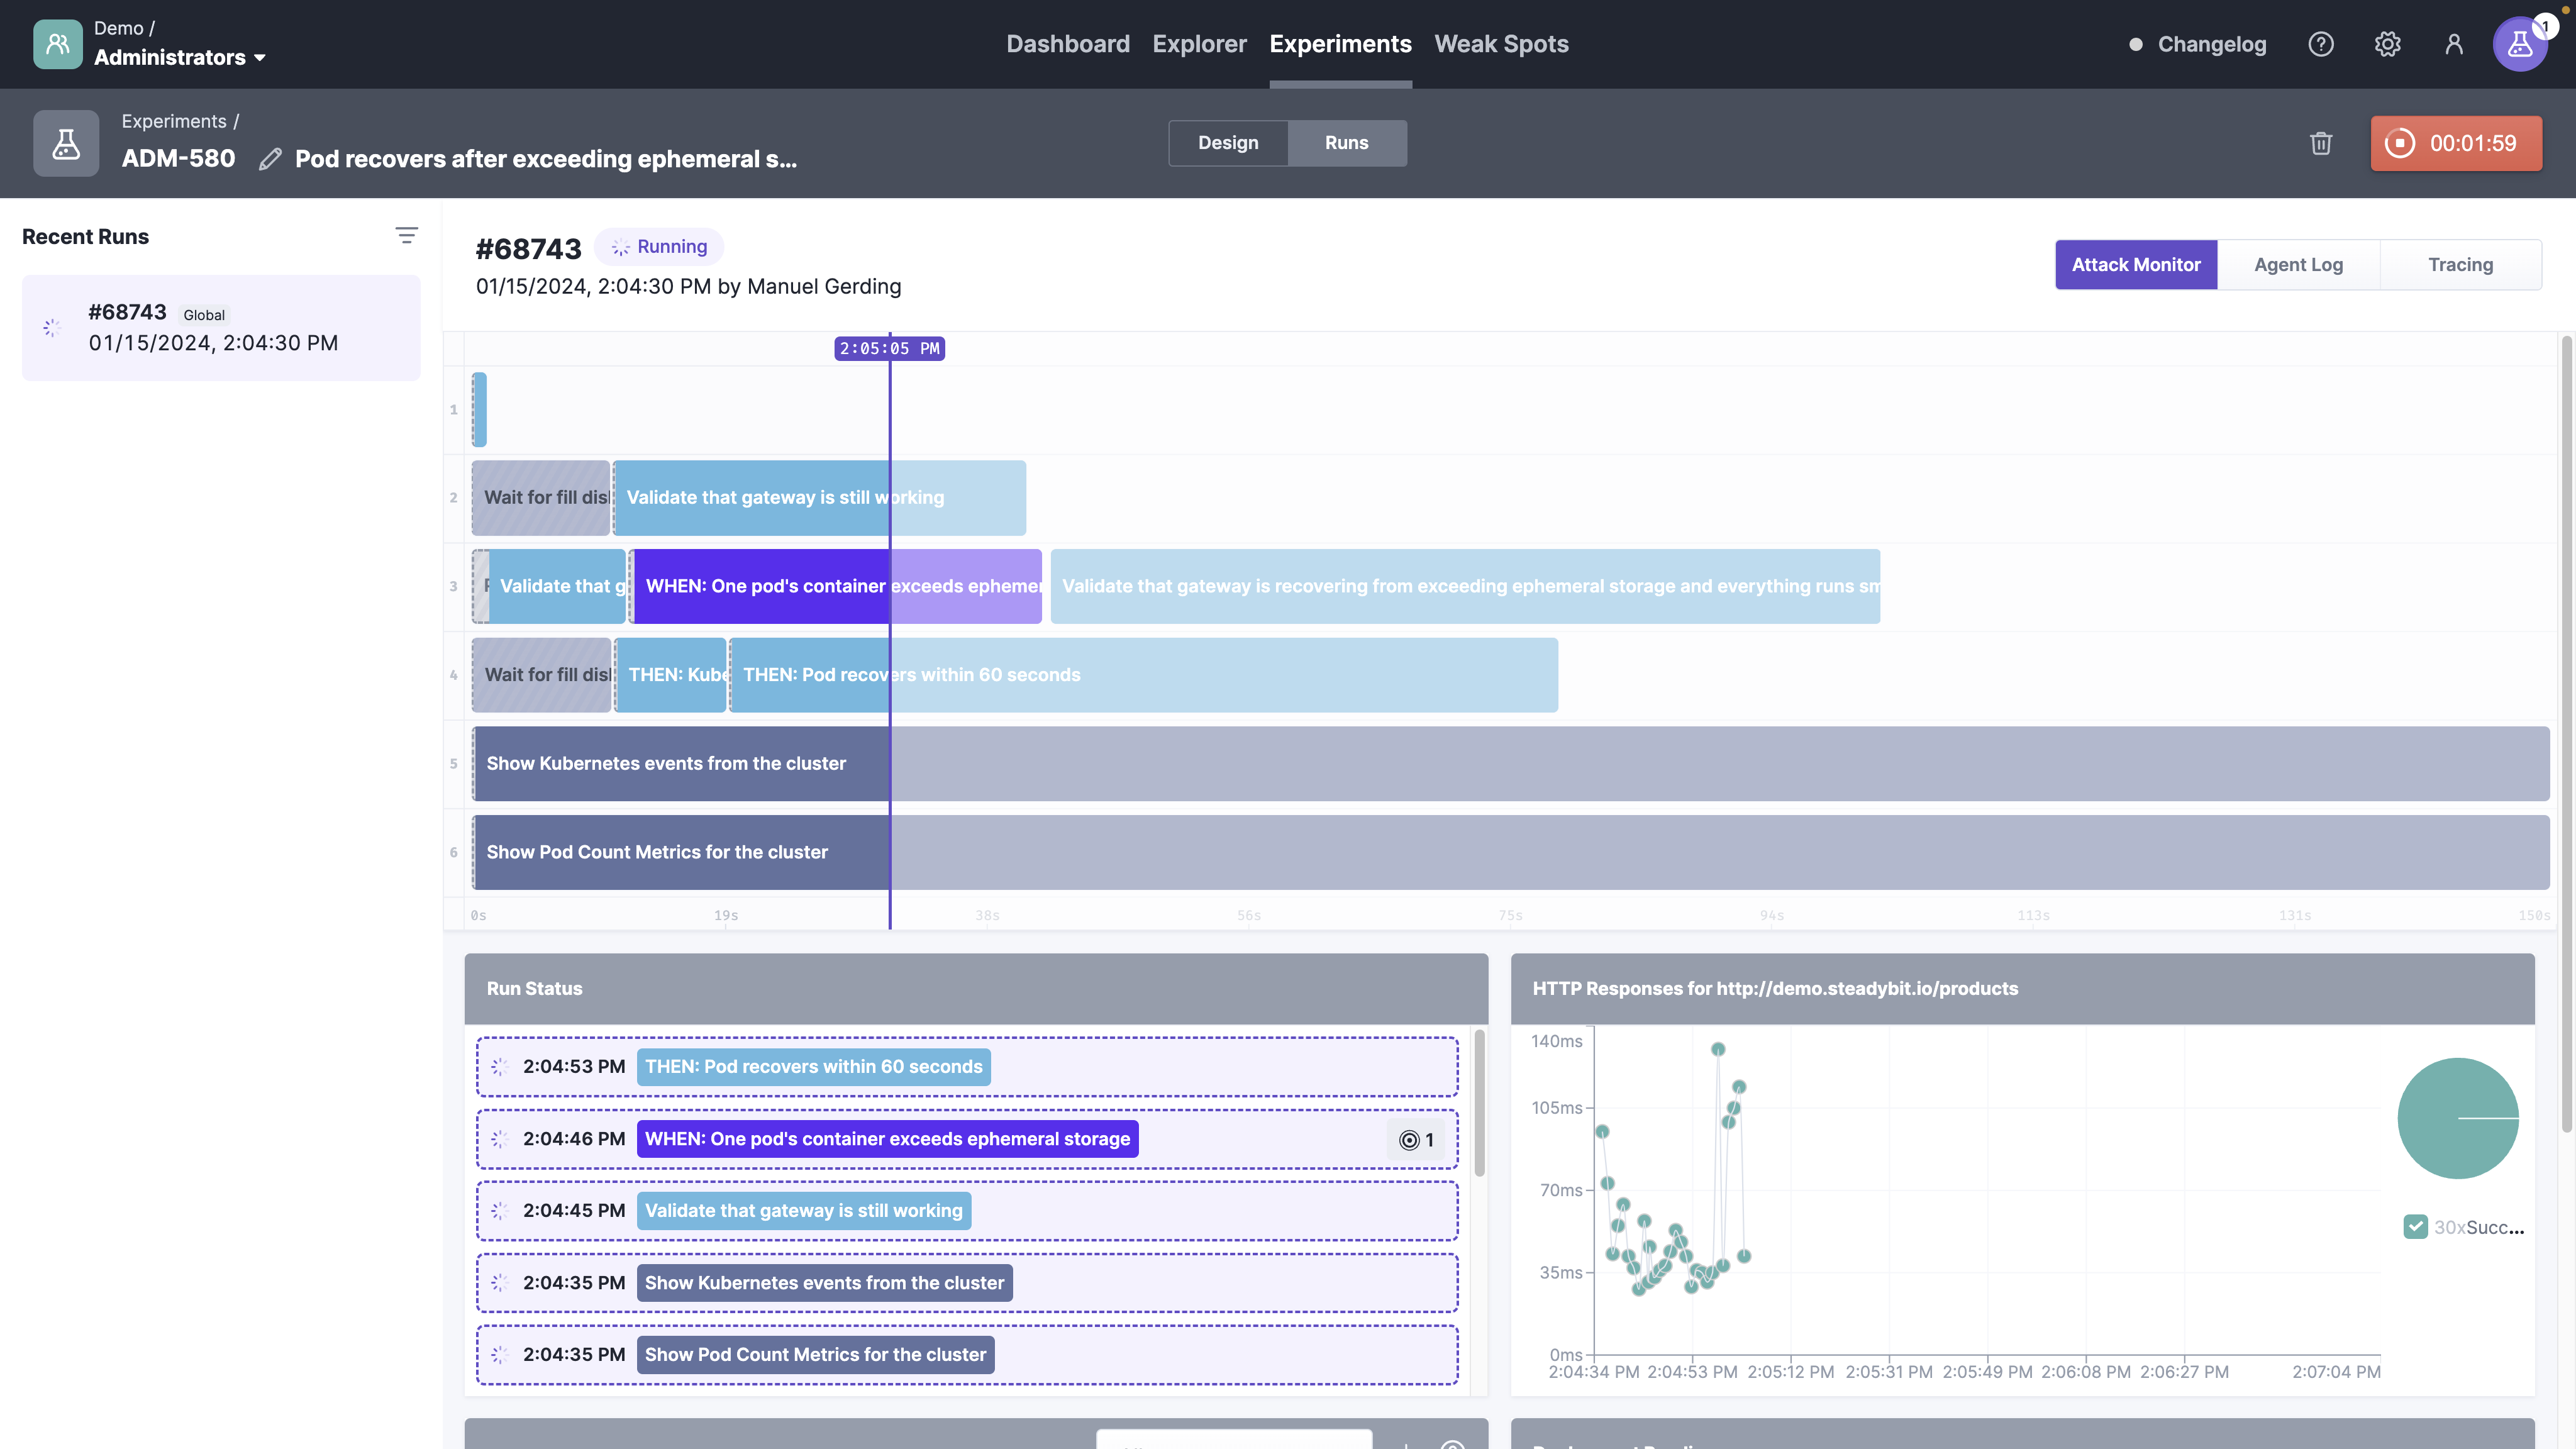 Demo /
Administrators
Dashboard Explorer Experiments Weak Spots
Changelog
1
Experiments /
ADM-580 Pod recovers after exceeding ephemeral s...
Design Runs
00:01:59
Recent Runs
#68743 Global
01/15/2024, 2:04:30 PM
#68743 Running
01/15/2024, 2:04:30 PM by Manuel Gerding
Attack Monitor Agent Log Tracing
2:05:05 PM
1
2 Wait for fill dis Validate that gateway is still working
3 Validate that g WHEN: One pod's container exceeds ephemer Validate that gateway is recovering from exceeding ephemeral storage and everything runs sm
4 Wait for fill dis THEN: Kube THEN: Pod recovers within 60 seconds
5 Show Kubernetes events from the cluster
6 Show Pod Count Metrics for the cluster
0s 19s 38s 56s 75s 94s 113s 131s 150s
Run Status
2:04:53 PM THEN: Pod recovers within 60 seconds
2:04:46 PM WHEN: One pod's container exceeds ephemeral storage 1
2:04:45 PM Validate that gateway is still working
2:04:35 PM Show Kubernetes events from the cluster
2:04:35 PM Show Pod Count Metrics for the cluster
HTTP Responses for http://demo.steadybit.io/products
140ms
105ms
70ms
35ms
0ms
2:04:34 PM 2:04:53 PM 2:05:12 PM 2:05:31 PM 2:05:49 PM 2:06:08 PM 2:06:27 PM 2:07:04 PM
30xSucc...